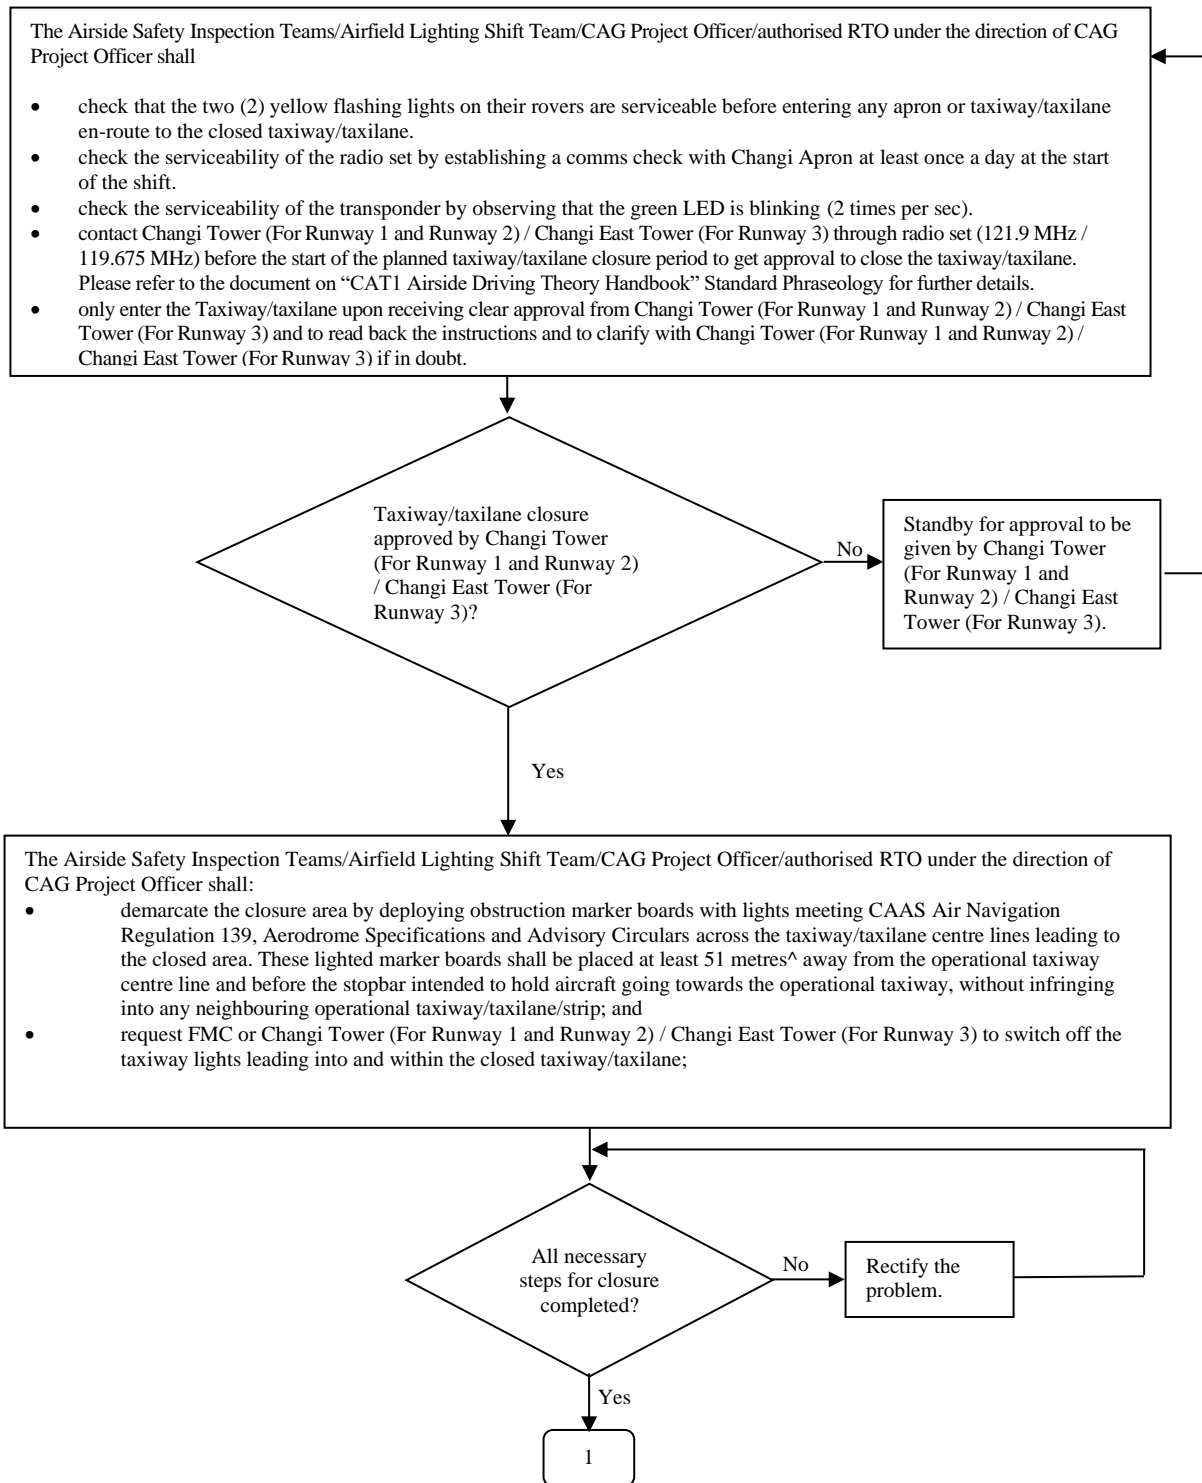 The Airside Safety Inspection Teams/Airfield Lighting Shift Team/CAG Project Officer/authorised RTO under the direction of CAG
Project Officer shall
• check that the two (2) yellow flashing lights on their rovers are serviceable before entering any apron or taxiway/taxilane
en-route to the closed taxiway/taxilane.
• check the serviceability of the radio set by establishing a comms check with Changi Apron at least once a day at the start
of the shift.
• check the serviceability of the transponder by observing that the green LED is blinking (2 times per sec).
• contact Changi Tower (For Runway 1 and Runway 2) / Changi East Tower (For Runway 3) through radio set (121.9 MHz /
119.675 MHz) before the start of the planned taxiway/taxilane closure period to get approval to close the taxiway/taxilane.
Please refer to the document on “CAT1 Airside Driving Theory Handbook” Standard Phraseology for further details.
• only enter the Taxiway/taxilane upon receiving clear approval from Changi Tower (For Runway 1 and Runway 2) / Changi East
Tower (For Runway 3) and to read back the instructions and to clarify with Changi Tower (For Runway 1 and Runway 2) /
Changi East Tower (For Runway 3) if in doubt.
Taxiway/taxilane closure
approved by Changi Tower
(For Runway 1 and Runway 2)
/ Changi East Tower (For
Runway 3)?
No
Standby for approval to be
given by Changi Tower
(For Runway 1 and
Runway 2) / Changi East
Tower (For Runway 3).
Yes
The Airside Safety Inspection Teams/Airfield Lighting Shift Team/CAG Project Officer/authorised RTO under the direction of
CAG Project Officer shall:
• demarcate the closure area by deploying obstruction marker boards with lights meeting CAAS Air Navigation
Regulation 139, Aerodrome Specifications and Advisory Circulars across the taxiway/taxilane centre lines leading to
the closed area. These lighted marker boards shall be placed at least 51 metres^ away from the operational taxiway
centre line and before the stopbar intended to hold aircraft going towards the operational taxiway, without infringing
into any neighbouring operational taxiway/taxilane/strip; and
• request FMC or Changi Tower (For Runway 1 and Runway 2) / Changi East Tower (For Runway 3) to switch off the
taxiway lights leading into and within the closed taxiway/taxilane;
All necessary
steps for closure
completed?
No
Rectify the
problem.
Yes
1